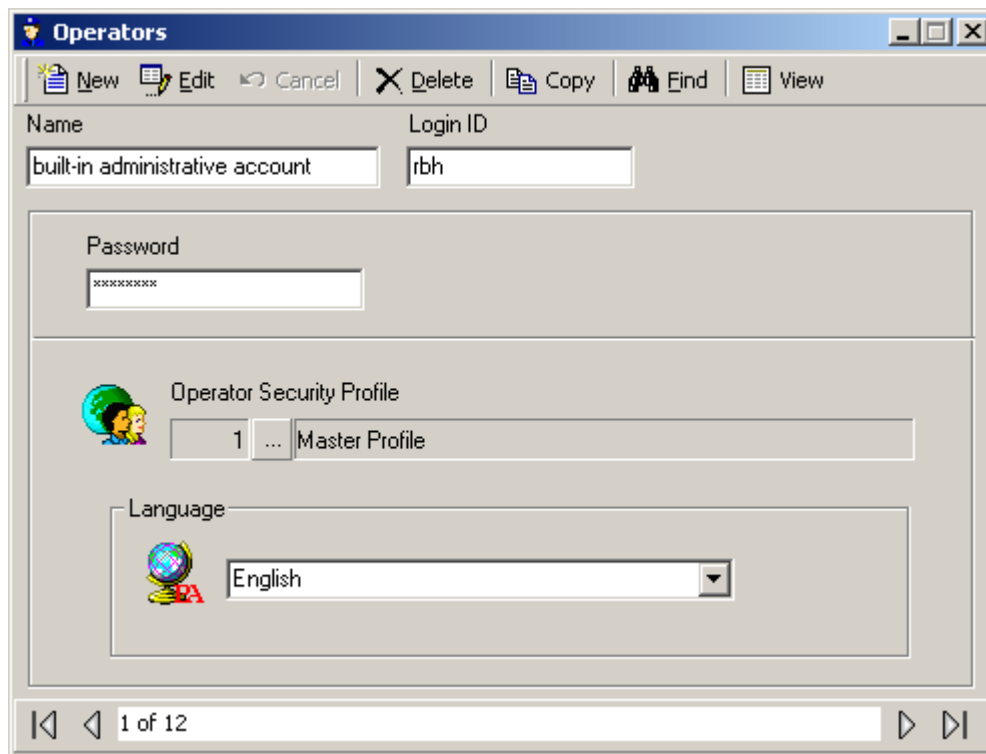 Operators
New Edit Cancel Delete Copy Find View
Name Login ID
built-in administrative account rbh
Password
********
Operator Security Profile
1 ... Master Profile
Language
English
1 of 12